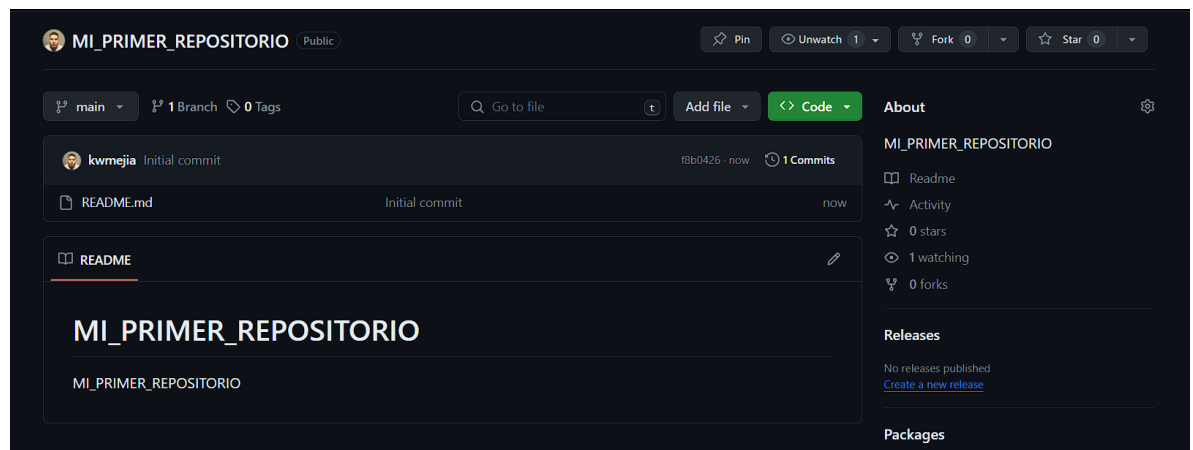 MI_PRIMER_REPOSITORIO Public Pin Unwatch 1 Fork 0 Star 0
main 1 Branch 0 Tags Go to file t Add file Code
kwmejia Initial commit f8b0426 · now 1 Commits
README.md Initial commit now
README
MI_PRIMER_REPOSITORIO
MI_PRIMER_REPOSITORIO
About
MI_PRIMER_REPOSITORIO
Readme
Activity
0 stars
1 watching
0 forks
Releases
No releases published
Create a new release
Packages